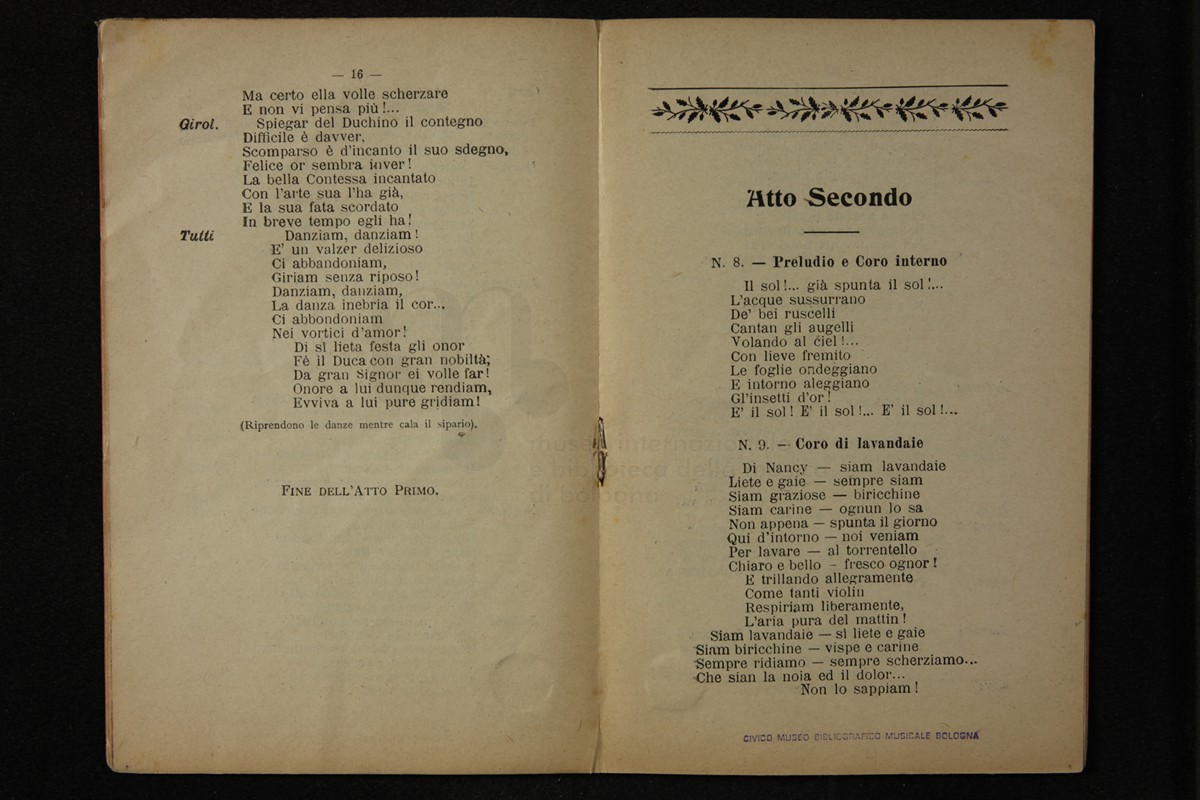 — 16 —
Ma certo ella volle scherzare
E non vi pensa più!...
Girol. Spiegar del Duchino il contegno
Difficile è davver.
Scomparso è d'incanto il suo sdegno,
Felice or sembra inver!
La bella Contessa incantato
Con l'arte sua l'ha già,
E la sua fata scordato
In breve tempo egli ha!
Tutti Danziam, danziam!
E' un valzer delizioso
Ci abbandoniam,
Giriam senza riposo!
Danziam, danziam,
La danza inebria il cor...
Ci abbondoniam
Nei vortici d'amor!
Di sì lieta festa gli onor
Fè il Duca con gran nobiltà;
Da gran Signor ei volle far!
Onore a lui dunque rendiam,
Evviva a lui pure gridiam!
(Riprendono le danze mentre cala il sipario).
FINE DELL'ATTO PRIMO.
Atto Secondo
N. 8. — Preludio e Coro interno
Il sol!... già spunta il sol!...
L'acque sussurrano
De' bei ruscelli
Cantan gli augelli
Volando al ciel!...
Con lieve fremito
Le foglie ondeggiano
E intorno aleggiano
Gl'insetti d'or!
E' il sol! E' il sol!... E' il sol!...
N. 9. — Coro di lavandaie
Di Nancy — siam lavandaie
Liete e gaie — sempre siam
Siam graziose — biricchine
Siam carine — ognun lo sa
Non appena — spunta il giorno
Qui d'intorno — noi veniam
Per lavare — al torrentello
Chiaro e bello — fresco ognor!
E trillando allegramente
Come tanti violin
Respiriam liberamente,
L'aria pura del mattin!
Siam lavandaie — sì liete e gaie
Siam biricchine — vispe e carine
Sempre ridiamo — sempre scherziamo...
Che sian la noia ed il dolor...
Non lo sappiam!
CIVICO MUSEO BIBLIOGRAFICO MUSICALE BOLOGNA